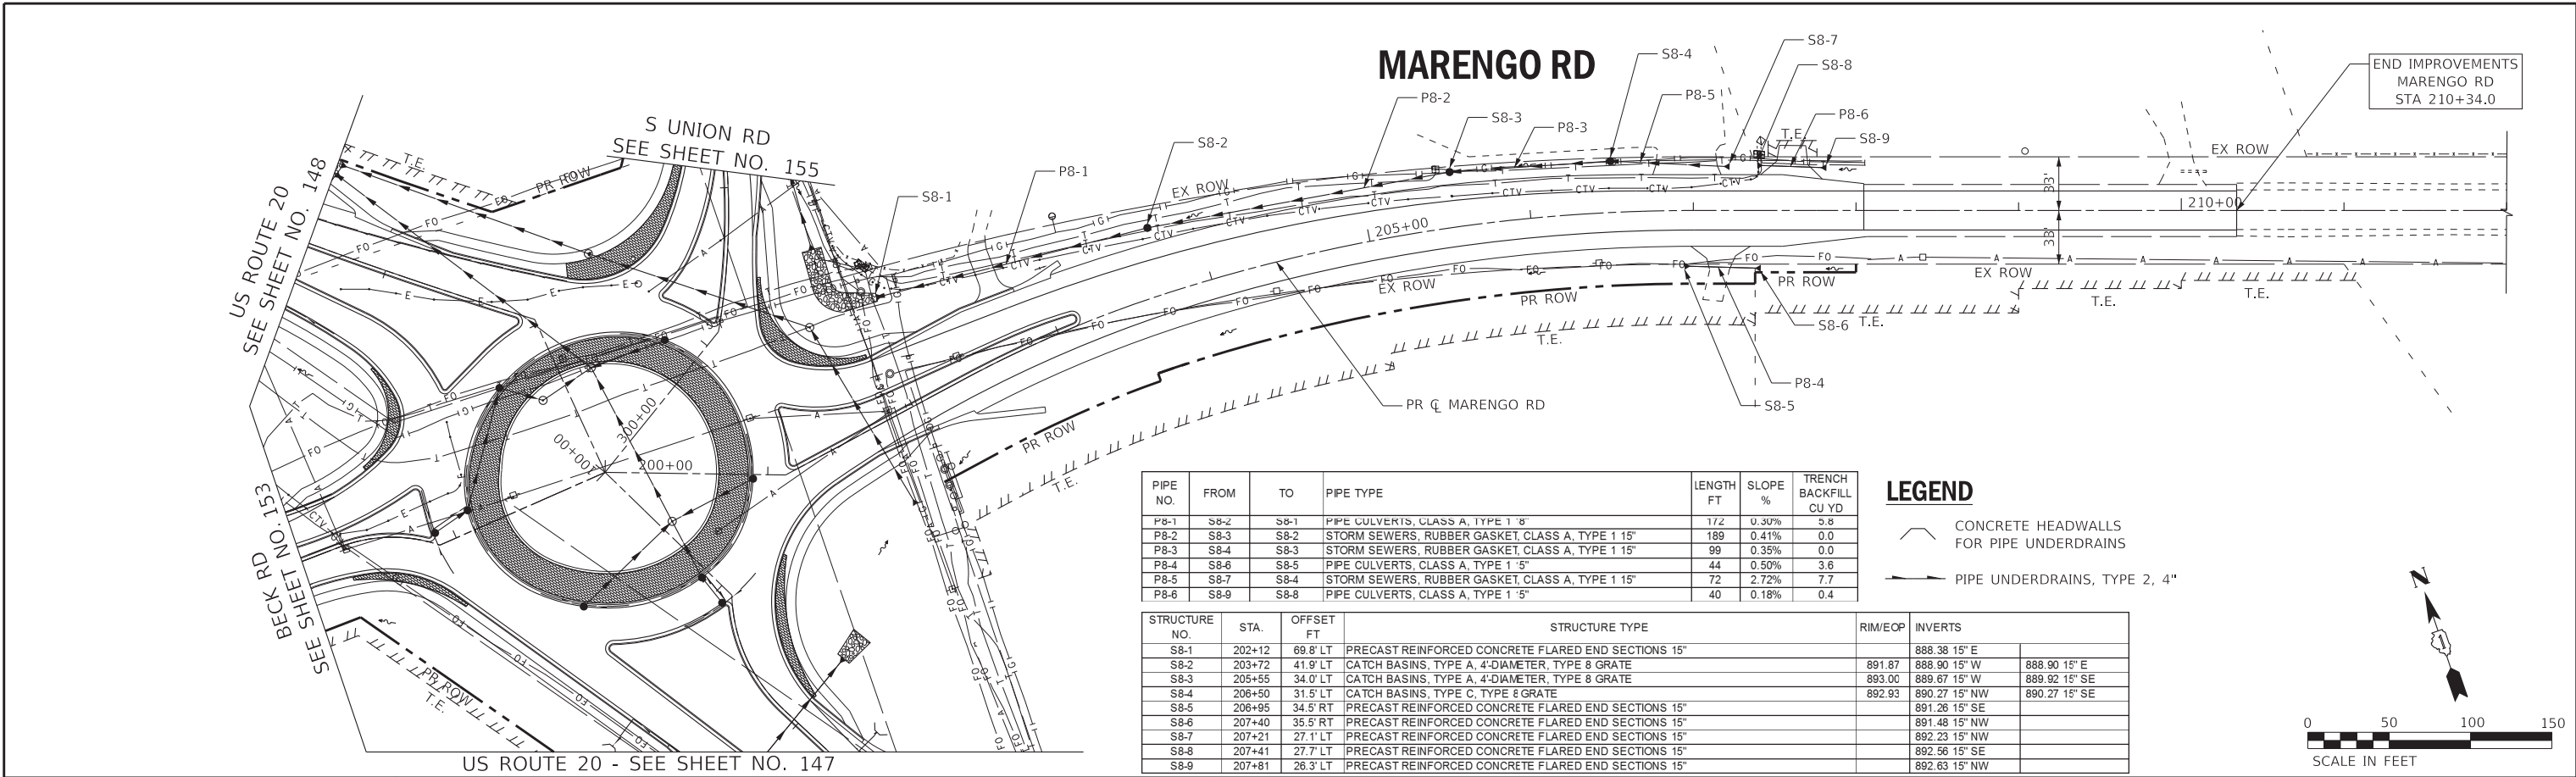 MARENGO RD
END IMPROVEMENTS
MARENGO RD
STA 210+34.0
S UNION RD
SEE SHEET NO. 155
US ROUTE 20
SEE SHEET NO. 148
BECK RD
SEE SHEET NO. 153
US ROUTE 20 - SEE SHEET NO. 147
S8-1
P8-1
S8-2
P8-2
S8-3
P8-3
S8-4
P8-5
S8-7
S8-8
P8-6
S8-9
T.E.
EX ROW
EX ROW
33'
33'
210+00
205+00
EX ROW
EX ROW
PR ROW
PR ROW
T.E.
T.E.
T.E.
T.E.
S8-6
P8-4
S8-5
PR ℄ MARENGO RD
PR ROW
T.E.
T.E.
PR ROW
300+00
100+00
200+00
PR ROW
T.E.
PIPE NO. FROM TO PIPE TYPE LENGTH FT SLOPE % TRENCH BACKFILL CU YD
P8-1 S8-2 S8-1 PIPE CULVERTS, CLASS A, TYPE 1 172 0.30% 5.8
P8-2 S8-3 S8-2 STORM SEWERS, RUBBER GASKET, CLASS A, TYPE 1 15" 189 0.41% 0.0
P8-3 S8-4 S8-3 STORM SEWERS, RUBBER GASKET, CLASS A, TYPE 1 15" 99 0.35% 0.0
P8-4 S8-6 S8-5 PIPE CULVERTS, CLASS A, TYPE 1 15" 44 0.50% 3.6
P8-5 S8-7 S8-4 STORM SEWERS, RUBBER GASKET, CLASS A, TYPE 1 15" 72 2.72% 7.7
P8-6 S8-9 S8-8 PIPE CULVERTS, CLASS A, TYPE 1 15" 40 0.18% 0.4
LEGEND
CONCRETE HEADWALLS
FOR PIPE UNDERDRAINS
PIPE UNDERDRAINS, TYPE 2, 4"
STRUCTURE NO. STA. OFFSET FT STRUCTURE TYPE RIM/EOP INVERTS
S8-1 202+12 69.8' LT PRECAST REINFORCED CONCRETE FLARED END SECTIONS 15" 888.38 15" E
S8-2 203+72 41.9' LT CATCH BASINS, TYPE A, 4'-DIAMETER, TYPE 8 GRATE 891.87 888.90 15" W 888.90 15" E
S8-3 205+55 34.0' LT CATCH BASINS, TYPE A, 4'-DIAMETER, TYPE 8 GRATE 893.00 889.67 15" W 889.92 15" SE
S8-4 206+50 31.5' LT CATCH BASINS, TYPE C, TYPE 8 GRATE 892.93 890.27 15" NW 890.27 15" SE
S8-5 206+95 34.5' RT PRECAST REINFORCED CONCRETE FLARED END SECTIONS 15" 891.26 15" SE
S8-6 207+40 35.5' RT PRECAST REINFORCED CONCRETE FLARED END SECTIONS 15" 891.48 15" NW
S8-7 207+21 27.1' LT PRECAST REINFORCED CONCRETE FLARED END SECTIONS 15" 892.23 15" NW
S8-8 207+41 27.7' LT PRECAST REINFORCED CONCRETE FLARED END SECTIONS 15" 892.56 15" SE
S8-9 207+81 26.3' LT PRECAST REINFORCED CONCRETE FLARED END SECTIONS 15" 892.63 15" NW
N
0 50 100 150
SCALE IN FEET